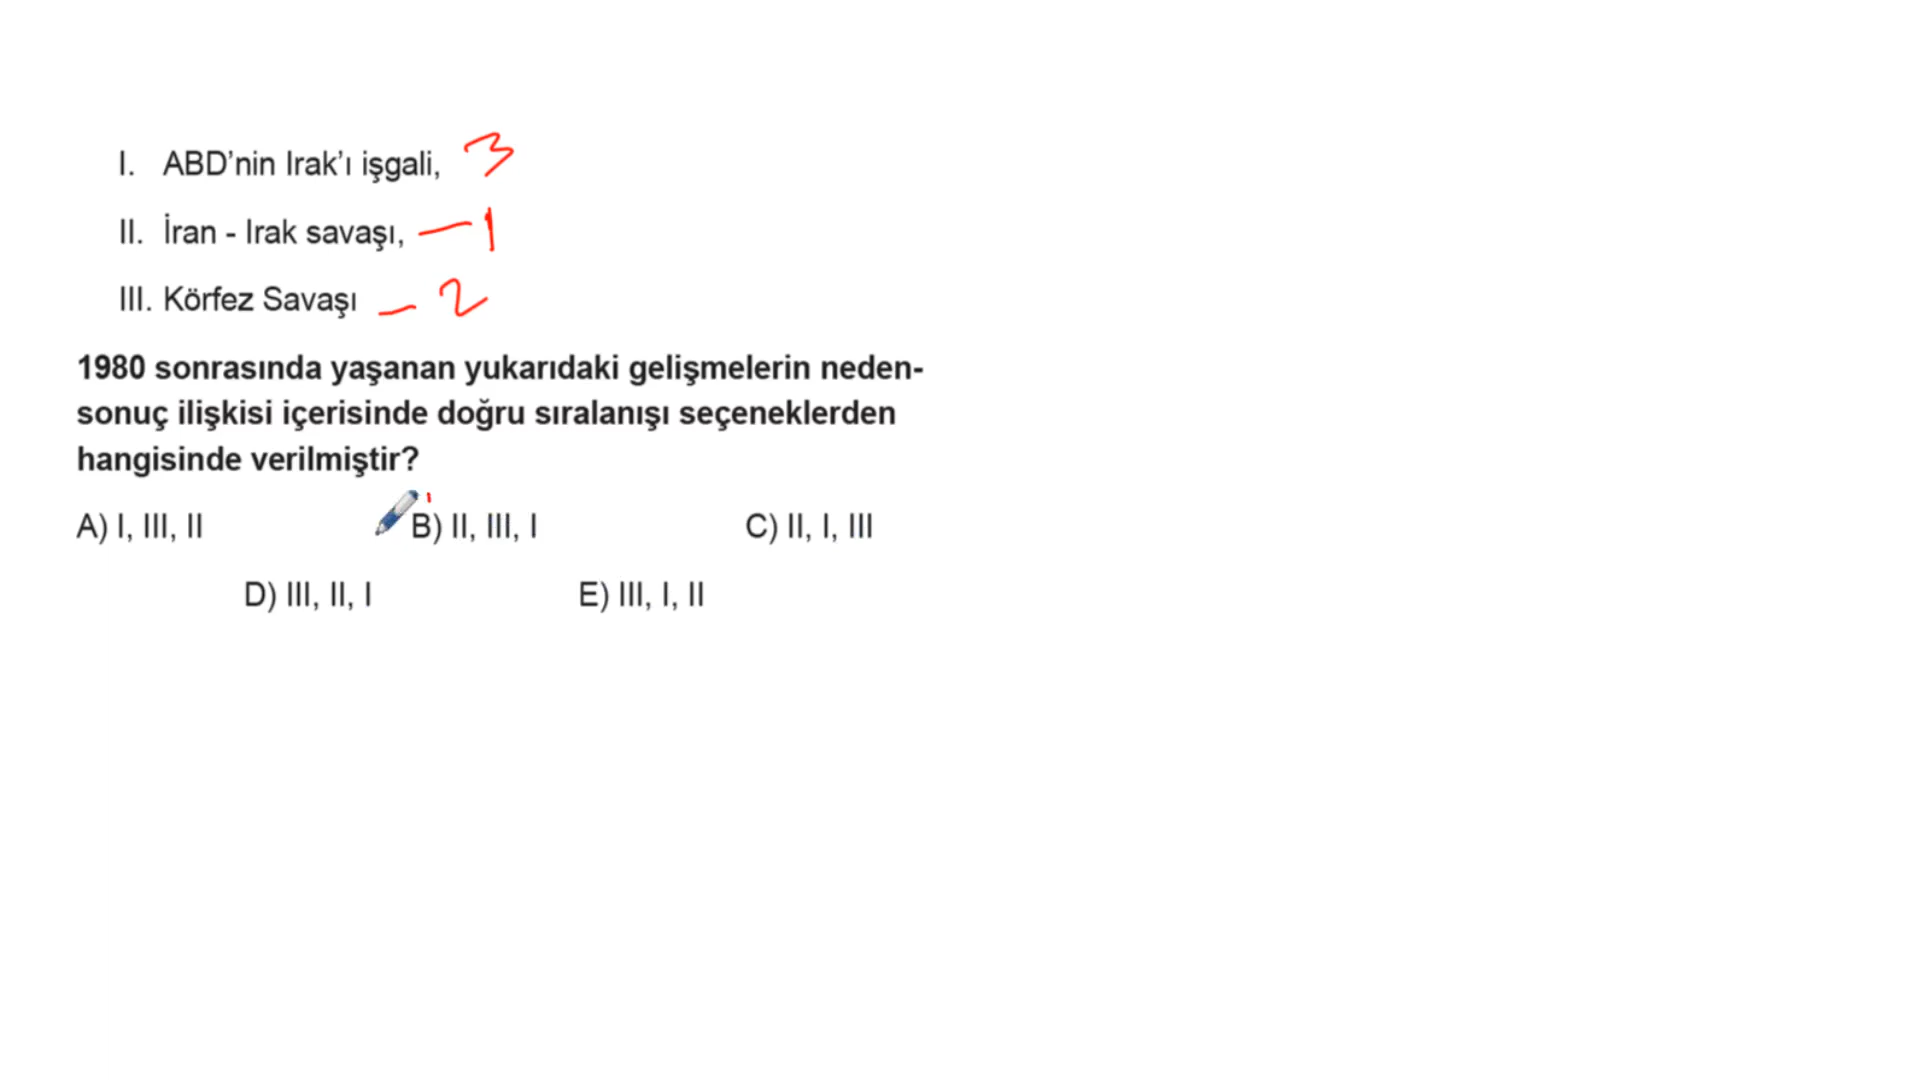 I. ABD'nin Irak'ı işgali, 3
II. İran - Irak savaşı, - 1
III. Körfez Savaşı - 2
1980 sonrasında yaşanan yukarıdaki gelişmelerin neden-
sonuç ilişkisi içerisinde doğru sıralanışı seçeneklerden
hangisinde verilmiştir?
A) I, III, II B) II, III, I C) II, I, III
D) III, II, I E) III, I, II